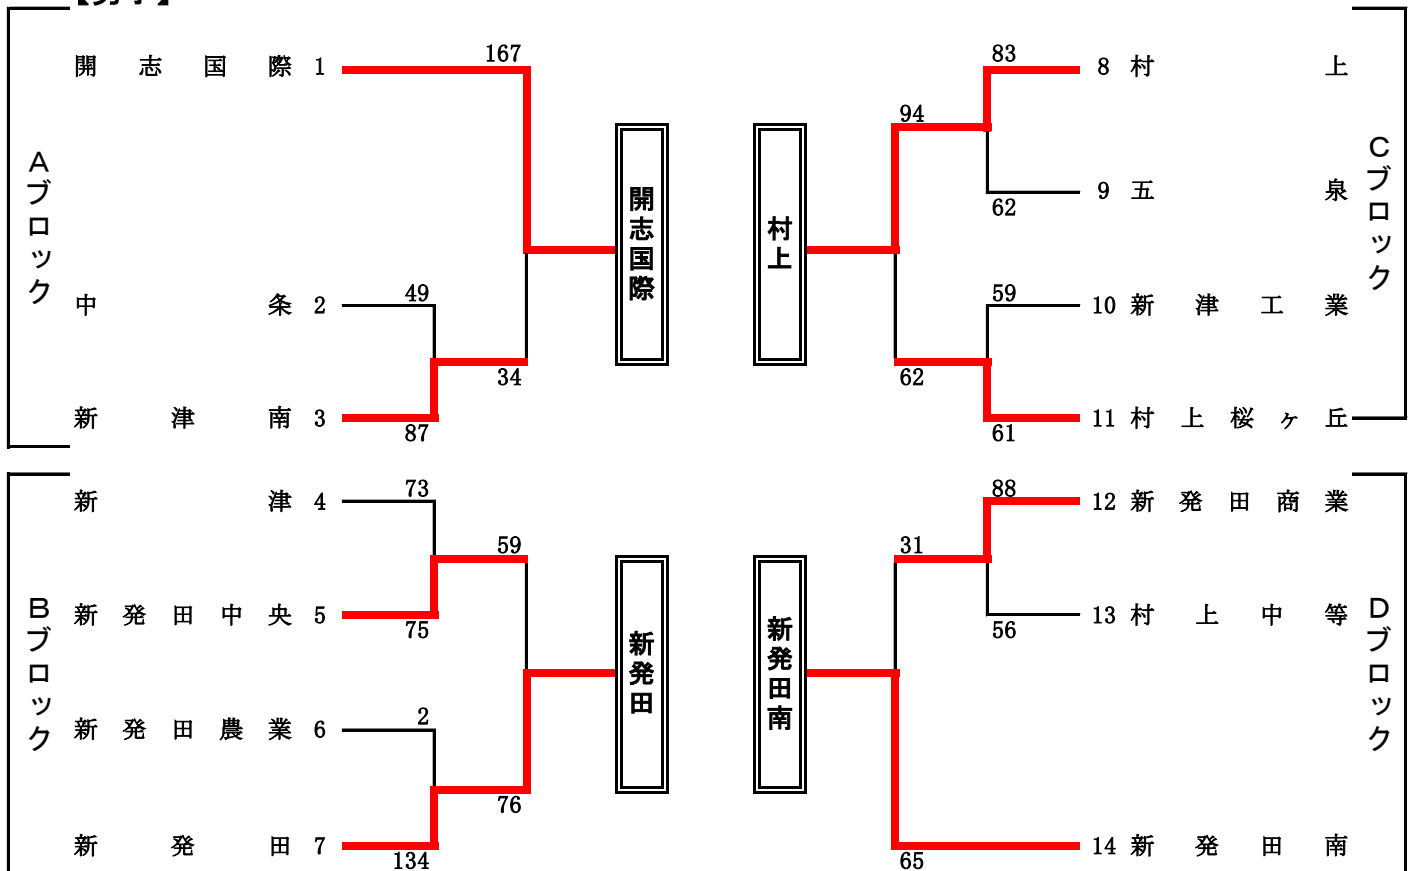 【男子】
Aブロック
開志国際 1
167
中条 2
49
34
新津南 3
87
開志国際
Bブロック
新津 4
73
59
新発田中央 5
75
新発田農業 6
2
76
新発田 7
134
新発田
Cブロック
83
8 村上
94
9 五泉
62
59
10 新津工業
62
11 村上桜ヶ丘
61
村上
Dブロック
88
12 新発田商業
31
13 村上中等
56
14 新発田南
65
新発田南